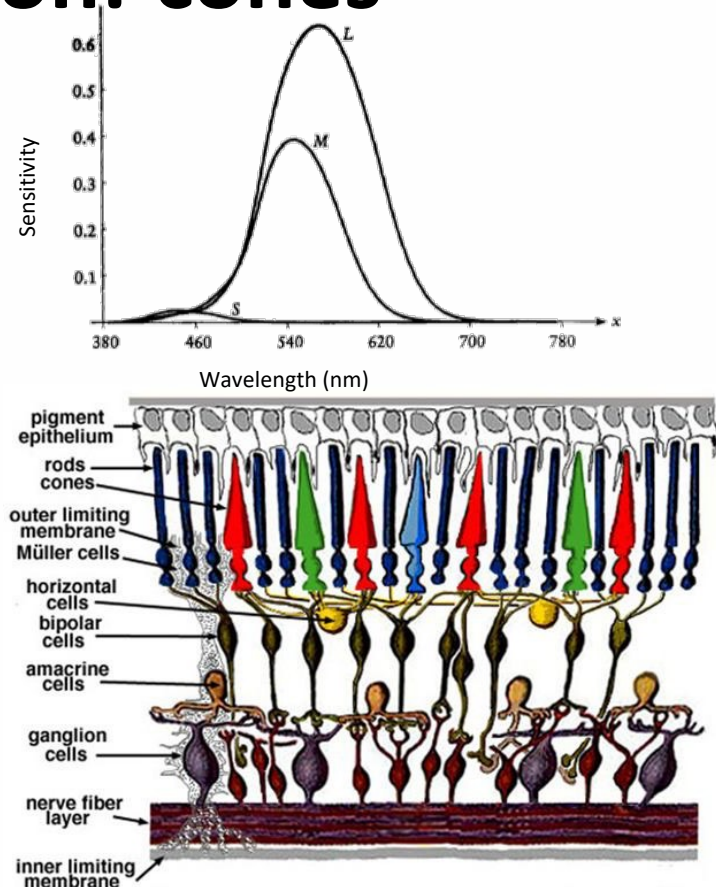 cones
0.6
0.5
0.4
0.3
0.2
0.1
Sensitivity
L
M
S
x
380 460 540 620 700 780
Wavelength (nm)
pigment
epithelium
rods
cones
outer limiting
membrane
Müller cells
horizontal
cells
bipolar
cells
amacrine
cells
ganglion
cells
nerve fiber
layer
inner limiting
membrane